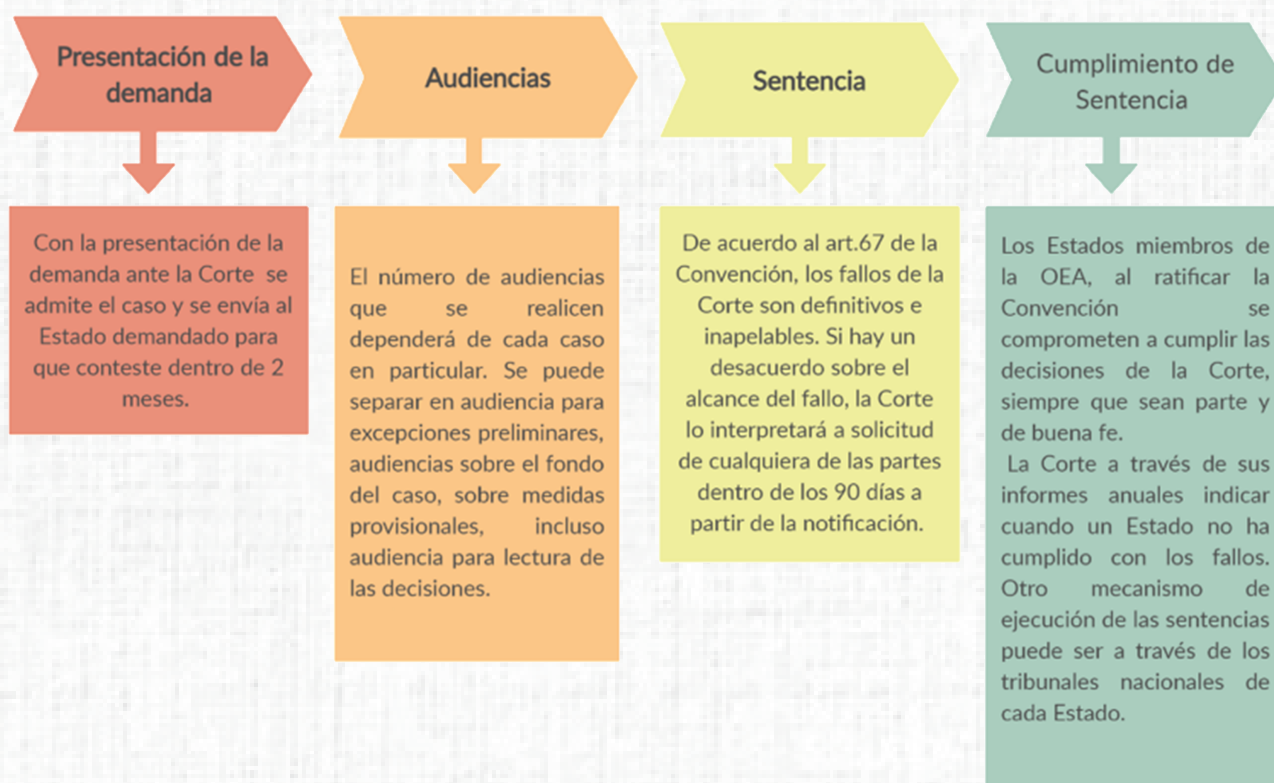 Presentación de la
demanda
Con la presentación de la
demanda ante la Corte se
admite el caso y se envía al
Estado demandado para
que conteste dentro de 2
meses.
Audiencias
El número de audiencias
que se realicen
dependerá de cada caso
en particular. Se puede
separar en audiencia para
excepciones preliminares,
audiencias sobre el fondo
del caso, sobre medidas
provisionales, incluso
audiencia para lectura de
las decisiones.
Sentencia
De acuerdo al art.67 de la
Convención, los fallos de la
Corte son definitivos e
inapelables. Si hay un
desacuerdo sobre el
alcance del fallo, la Corte
lo interpretará a solicitud
de cualquiera de las partes
dentro de los 90 días a
partir de la notificación.
Cumplimiento de
Sentencia
Los Estados miembros de
la OEA, al ratificar la
Convención se
comprometen a cumplir las
decisiones de la Corte,
siempre que sean parte y
de buena fe.
La Corte a través de sus
informes anuales indicar
cuando un Estado no ha
cumplido con los fallos.
Otro mecanismo de
ejecución de las sentencias
puede ser a través de los
tribunales nacionales de
cada Estado.